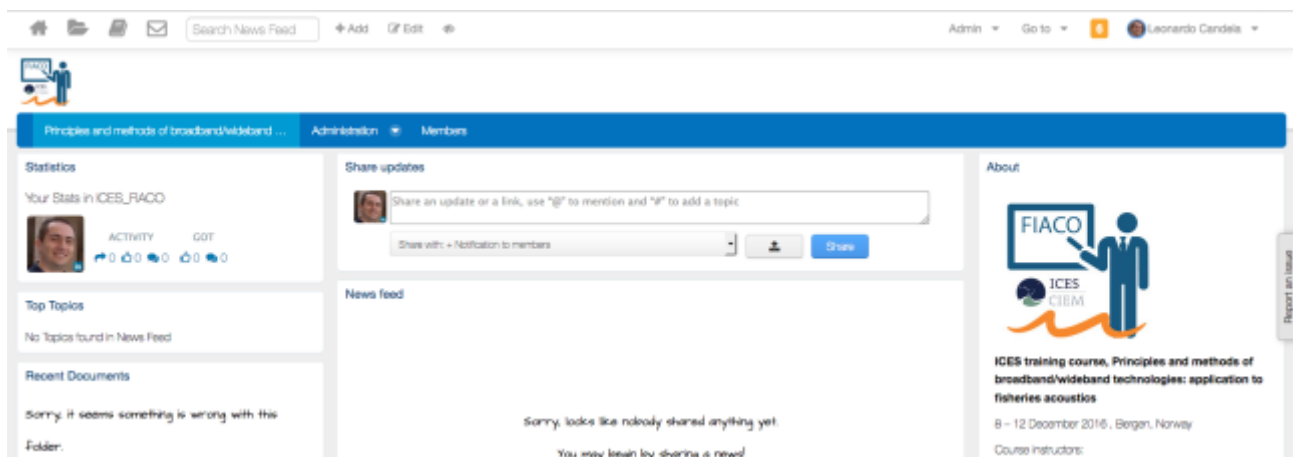 Search News Feed
Add
Edit
Admin
Go to
6
Leonardo Candela
FIACO
Principles and methods of broadband/wideband ...
Administration
Members
Statistics
Your Stats in ICES_FIACO
ACTIVITY
GOT
0 0 0
0 0
Top Topics
No Topics found in News Feed
Recent Documents
Sorry, it seems something is wrong with this
folder.
Share updates
Share an update or a link, use "@" to mention and "#" to add a topic
Share with: + Notification to members
Share
News feed
Sorry, looks like nobody shared anything yet.
You may begin by sharing a news!
About
FIACO
ICES
CIEM
ICES training course, Principles and methods of
broadband/wideband technologies: application to
fisheries acoustics
8 – 12 December 2016 , Bergen, Norway
Course instructors:
Report an issue